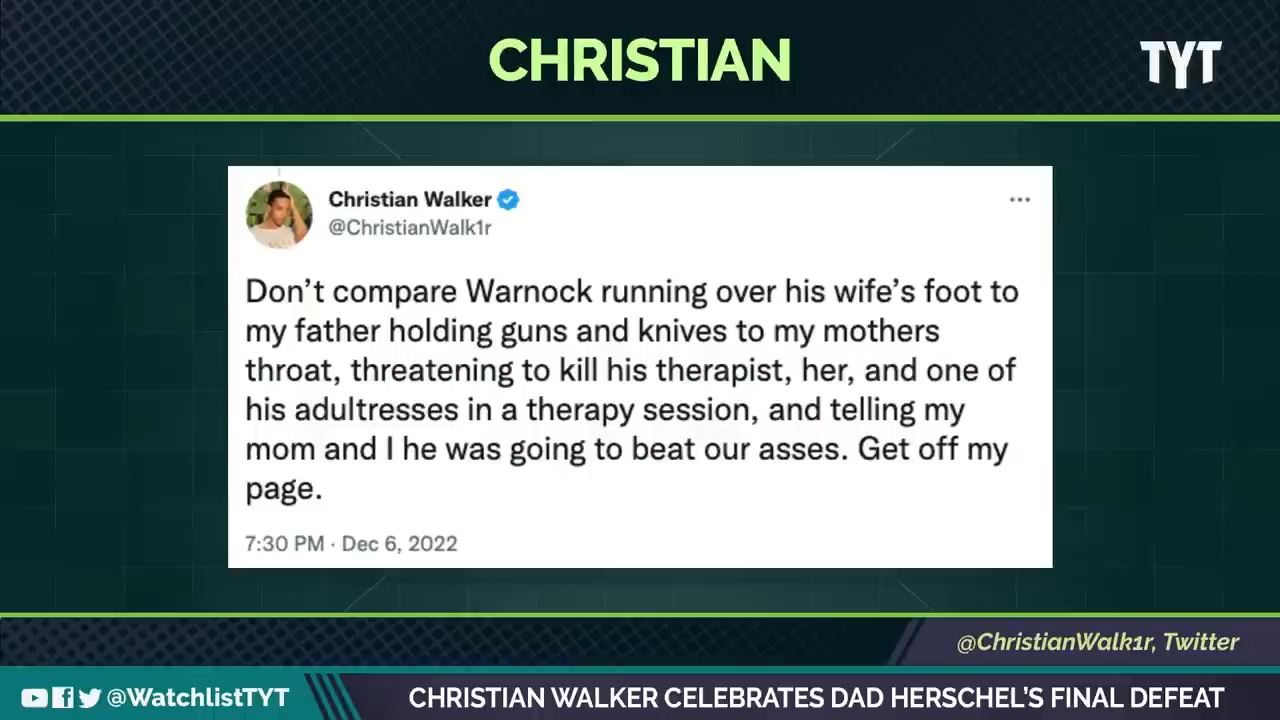 CHRISTIAN
TYT
Christian Walker
@ChristianWalk1r
Don’t compare Warnock running over his wife’s foot to
my father holding guns and knives to my mothers
throat, threatening to kill his therapist, her, and one of
his adultresses in a therapy session, and telling my
mom and I he was going to beat our asses. Get off my
page.
7:30 PM · Dec 6, 2022
@ChristianWalk1r, Twitter
@WatchlistTYT
CHRISTIAN WALKER CELEBRATES DAD HERSCHEL'S FINAL DEFEAT